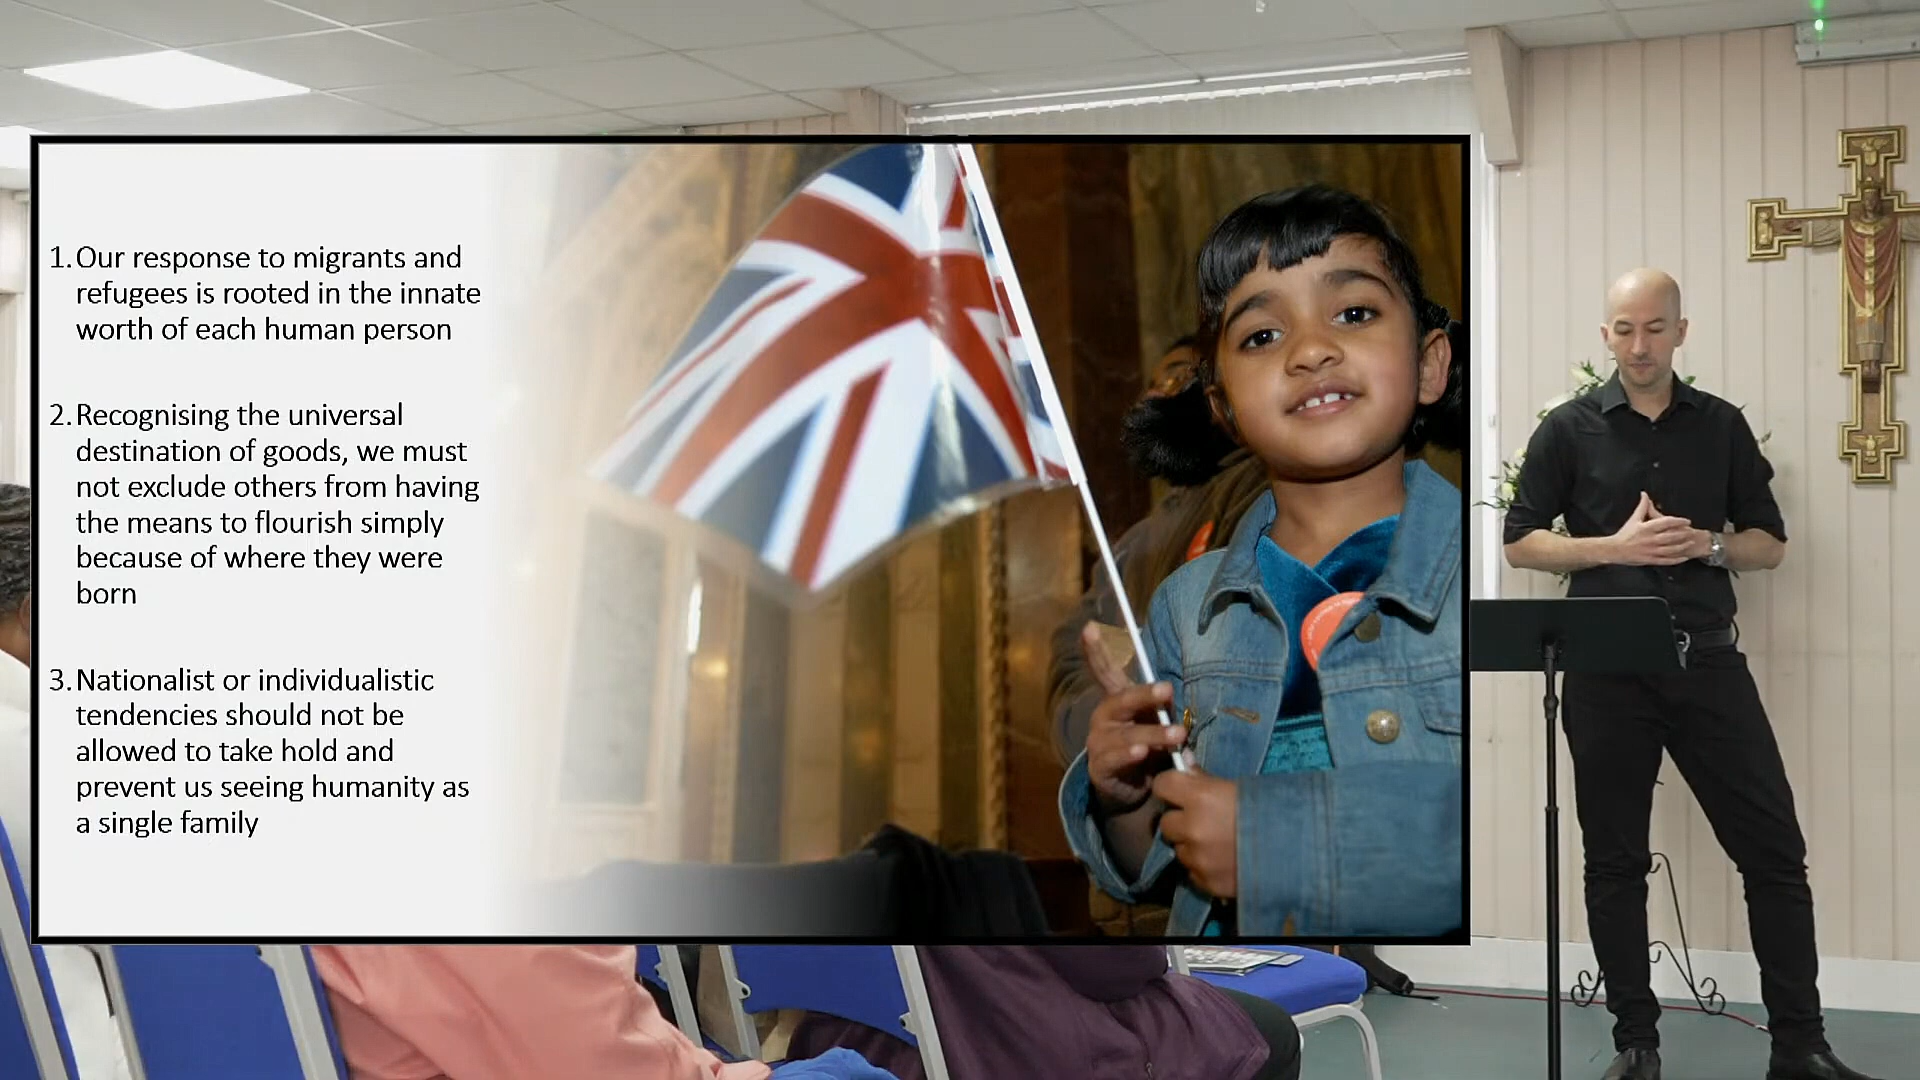 1. Our response to migrants and
refugees is rooted in the innate
worth of each human person
2. Recognising the universal
destination of goods, we must
not exclude others from having
the means to flourish simply
because of where they were
born
3. Nationalist or individualistic
tendencies should not be
allowed to take hold and
prevent us seeing humanity as
a single family